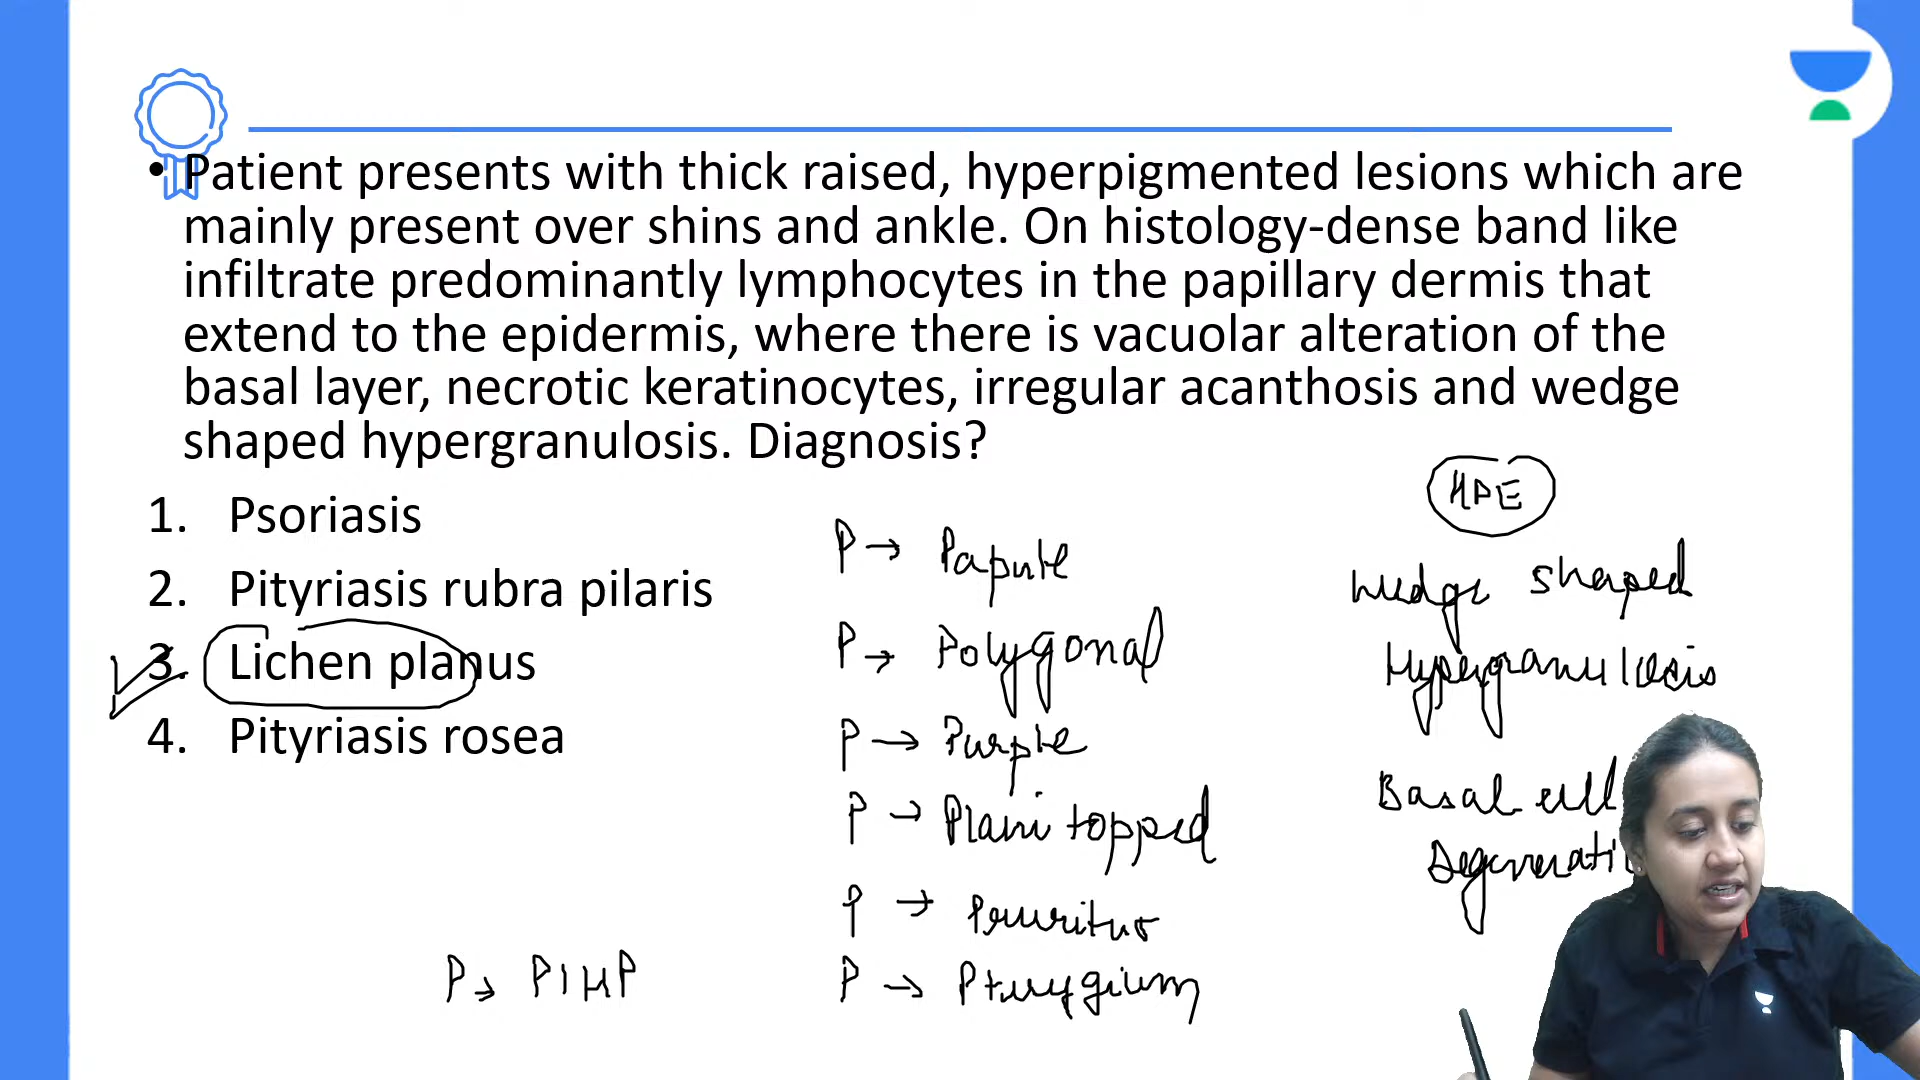 • Patient presents with thick raised, hyperpigmented lesions which are
mainly present over shins and ankle. On histology-dense band like
infiltrate predominantly lymphocytes in the papillary dermis that
extend to the epidermis, where there is vacuolar alteration of the
basal layer, necrotic keratinocytes, irregular acanthosis and wedge
shaped hypergranulosis. Diagnosis?
1. Psoriasis
2. Pityriasis rubra pilaris
3. Lichen planus
4. Pityriasis rosea
P → Papule
P → Polygonal
P → Purple
P → Plain topped
P → Pruritus
P → Pterygium
P → PIHP
HPE
wedge shaped
Hypergranulosis
Basal cell